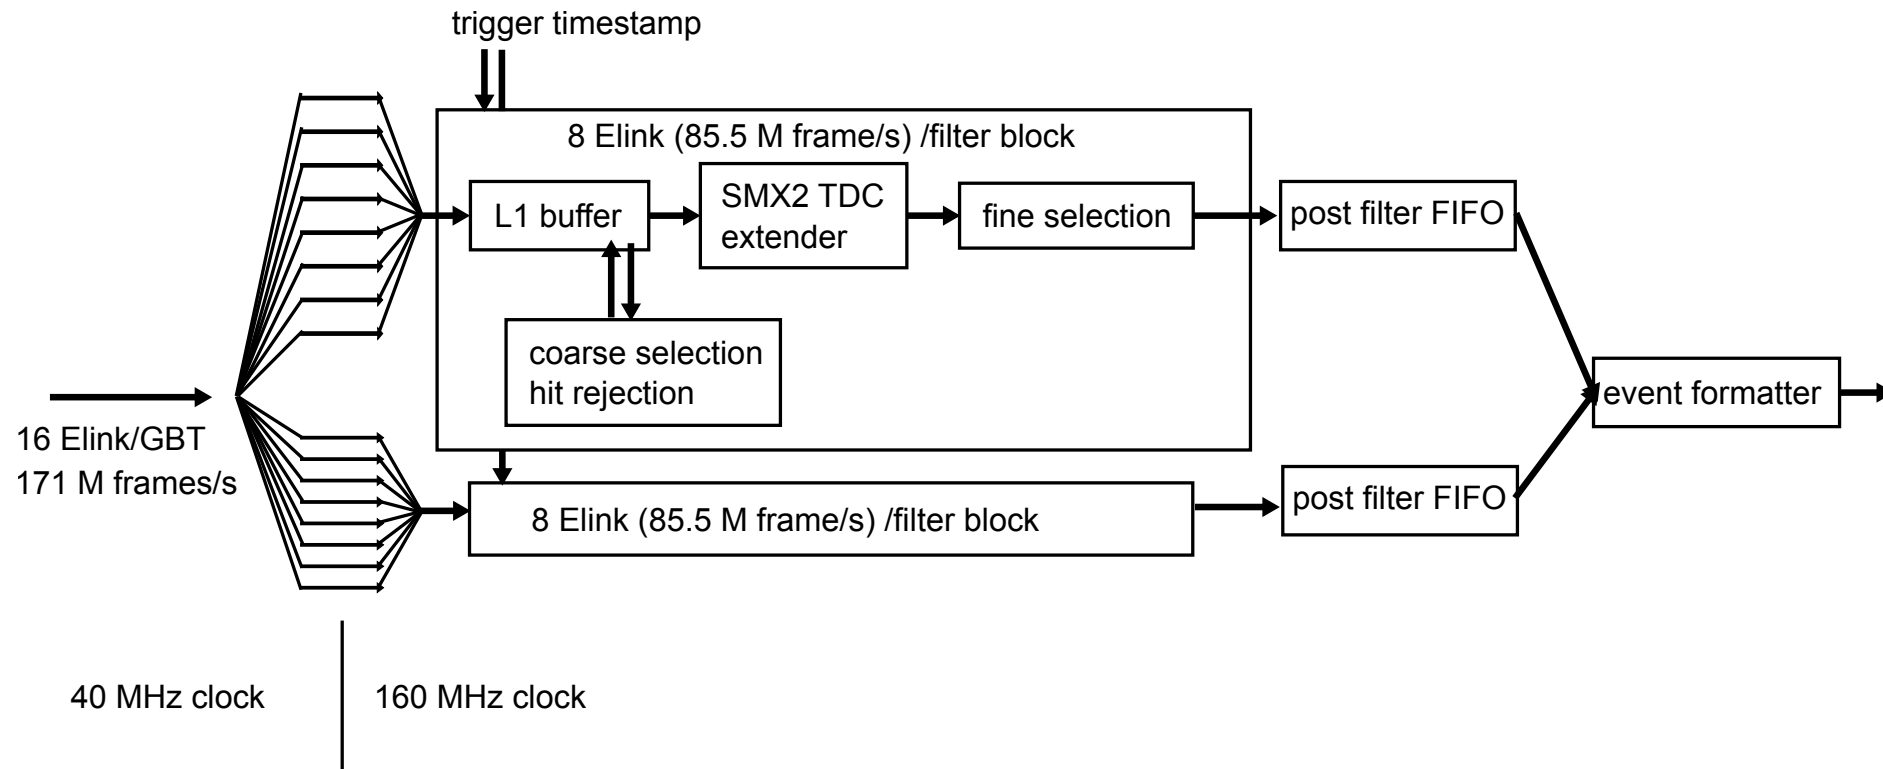 trigger timestamp
8 Elink (85.5 M frame/s) /filter block
L1 buffer
SMX2 TDC
extender
fine selection
post filter FIFO
coarse selection
hit rejection
16 Elink/GBT
171 M frames/s
event formatter
8 Elink (85.5 M frame/s) /filter block
post filter FIFO
40 MHz clock
160 MHz clock